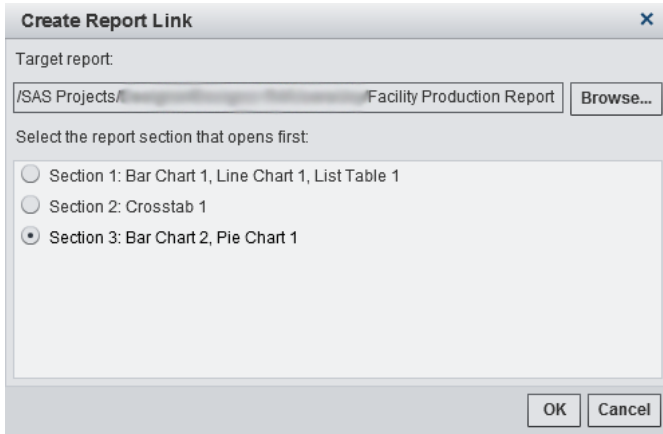 Create Report Link
Target report:
/SAS Projects/ /Facility Production Report Browse...
Select the report section that opens first:
Section 1: Bar Chart 1, Line Chart 1, List Table 1
Section 2: Crosstab 1
Section 3: Bar Chart 2, Pie Chart 1
OK Cancel